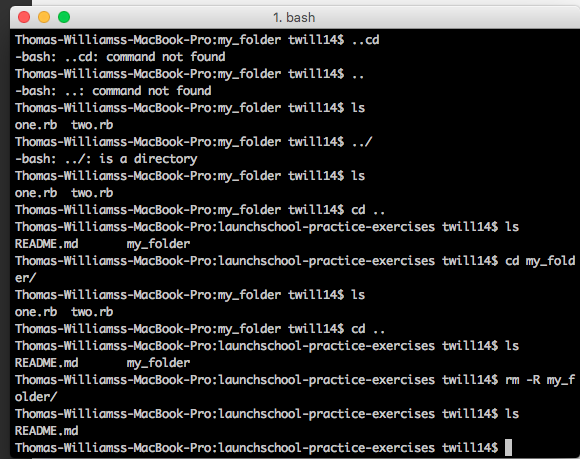 1. bash
Thomas-Williamss-MacBook-Pro:my_folder twill14$ ..cd
-bash: ..cd: command not found
Thomas-Williamss-MacBook-Pro:my_folder twill14$ ..
-bash: ..: command not found
Thomas-Williamss-MacBook-Pro:my_folder twill14$ ls
one.rb  two.rb
Thomas-Williamss-MacBook-Pro:my_folder twill14$ ../
-bash: ../: is a directory
Thomas-Williamss-MacBook-Pro:my_folder twill14$ ls
one.rb  two.rb
Thomas-Williamss-MacBook-Pro:my_folder twill14$ cd ..
Thomas-Williamss-MacBook-Pro:launchschool-practice-exercises twill14$ ls
README.md       my_folder
Thomas-Williamss-MacBook-Pro:launchschool-practice-exercises twill14$ cd my_fold
er/
Thomas-Williamss-MacBook-Pro:my_folder twill14$ ls
one.rb  two.rb
Thomas-Williamss-MacBook-Pro:my_folder twill14$ cd ..
Thomas-Williamss-MacBook-Pro:launchschool-practice-exercises twill14$ ls
README.md       my_folder
Thomas-Williamss-MacBook-Pro:launchschool-practice-exercises twill14$ rm -R my_f
older/
Thomas-Williamss-MacBook-Pro:launchschool-practice-exercises twill14$ ls
README.md
Thomas-Williamss-MacBook-Pro:launchschool-practice-exercises twill14$